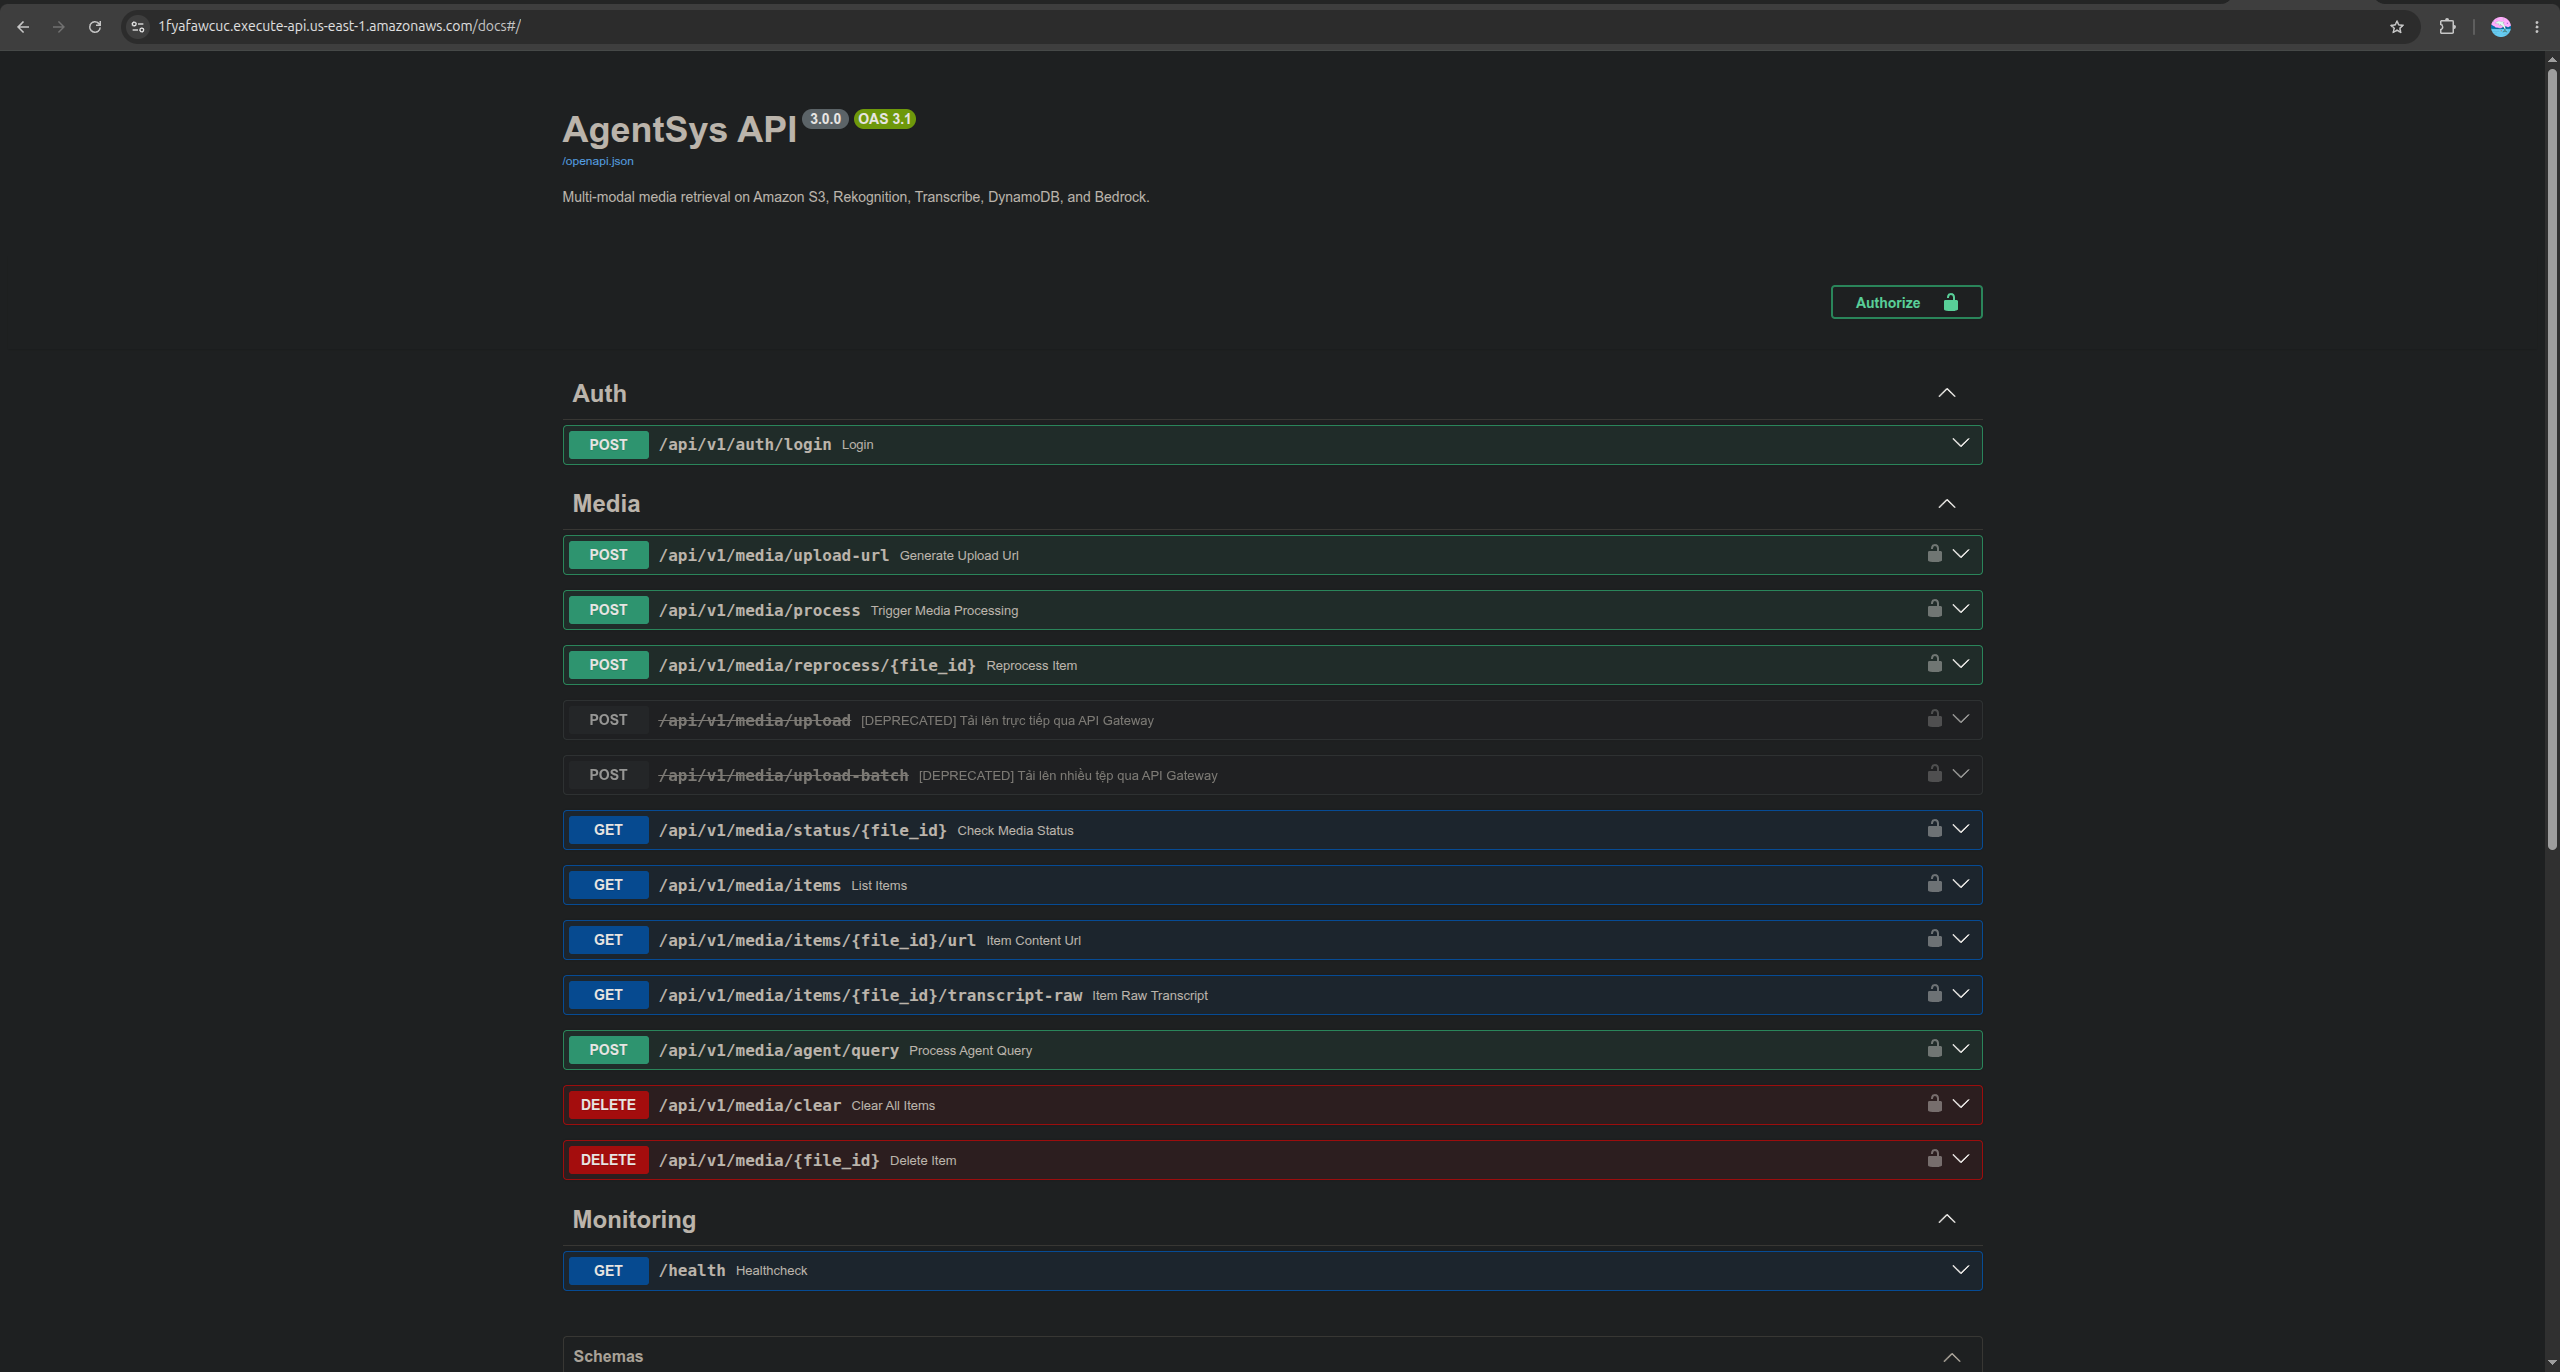 1fyafawcuc.execute-api.us-east-1.amazonaws.com/docs#/
AgentSys API 3.0.0 OAS 3.1
/openapi.json
Multi-modal media retrieval on Amazon S3, Rekognition, Transcribe, DynamoDB, and Bedrock.
Authorize
Auth
POST /api/v1/auth/login Login
Media
POST /api/v1/media/upload-url Generate Upload Url
POST /api/v1/media/process Trigger Media Processing
POST /api/v1/media/reprocess/{file_id} Reprocess Item
POST /api/v1/media/upload [DEPRECATED] Tải lên trực tiếp qua API Gateway
POST /api/v1/media/upload-batch [DEPRECATED] Tải lên nhiều tệp qua API Gateway
GET /api/v1/media/status/{file_id} Check Media Status
GET /api/v1/media/items List Items
GET /api/v1/media/items/{file_id}/url Item Content Url
GET /api/v1/media/items/{file_id}/transcript-raw Item Raw Transcript
POST /api/v1/media/agent/query Process Agent Query
DELETE /api/v1/media/clear Clear All Items
DELETE /api/v1/media/{file_id} Delete Item
Monitoring
GET /health Healthcheck
Schemas